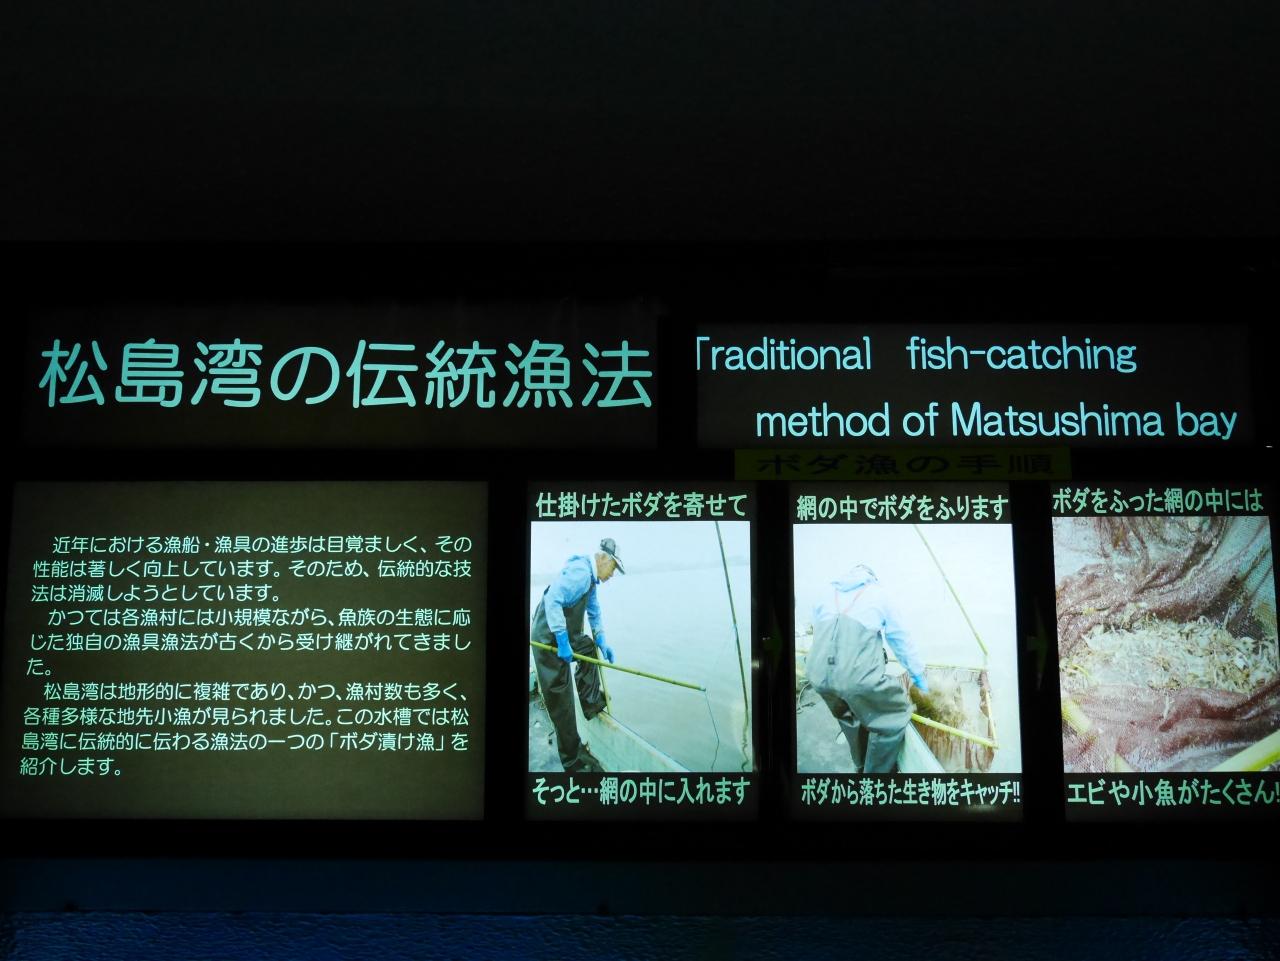 松島湾の伝統漁法
Traditional fish-catching
method of Matsushima bay
ボダ漁の手順
近年における漁船・漁具の進歩は目覚ましく、その
性能は著しく向上しています。そのため、伝統的な技
法は消滅しようとしています。
かつては各漁村には小規模ながら、魚族の生態に応
じた独自の漁具漁法が古くから受け継がれてきまし
た。
松島湾は地形的に複雑であり、かつ、漁村数も多く、
各種多様な地先小漁が見られました。この水槽では松
島湾に伝統的に伝わる漁法の一つの「ボダ漬け漁」を
紹介します。
仕掛けたボダを寄せて
そっと…網の中に入れます
網の中でボダをふります
ボダから落ちた生き物をキャッチ!!
ボダをふった網の中には
エビや小魚がたくさん!